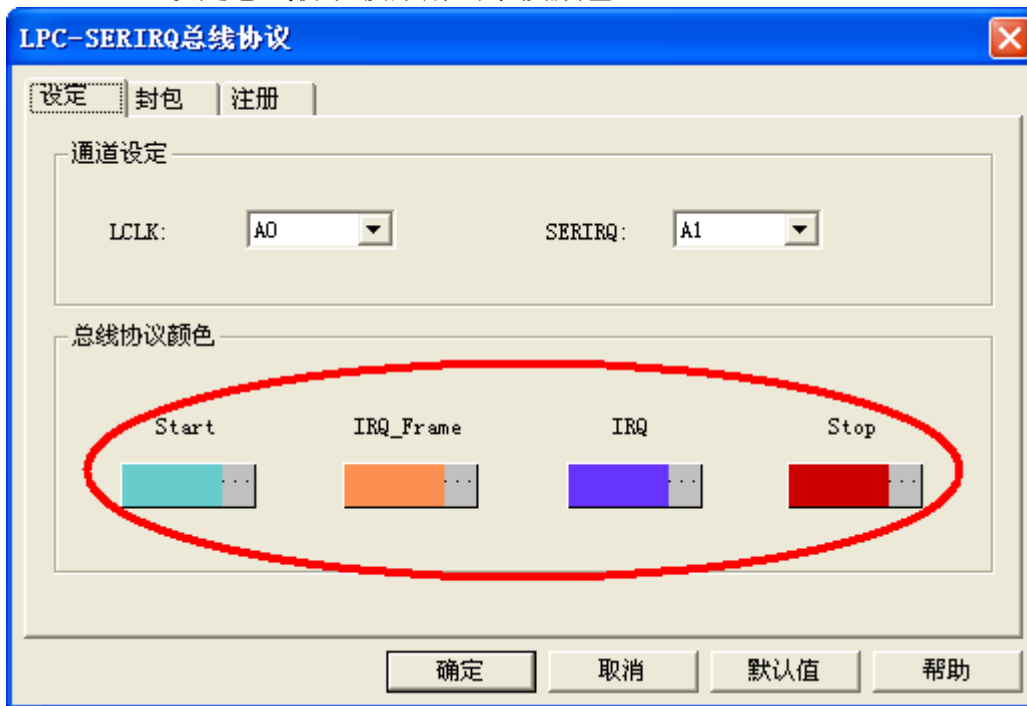 LPC-SERIRQ总线协议
设定 封包 注册
通道设定
LCLK: A0 SERIRQ: A1
总线协议颜色
Start IRQ_Frame IRQ Stop
... ... ... ...
确定 取消 默认值 帮助